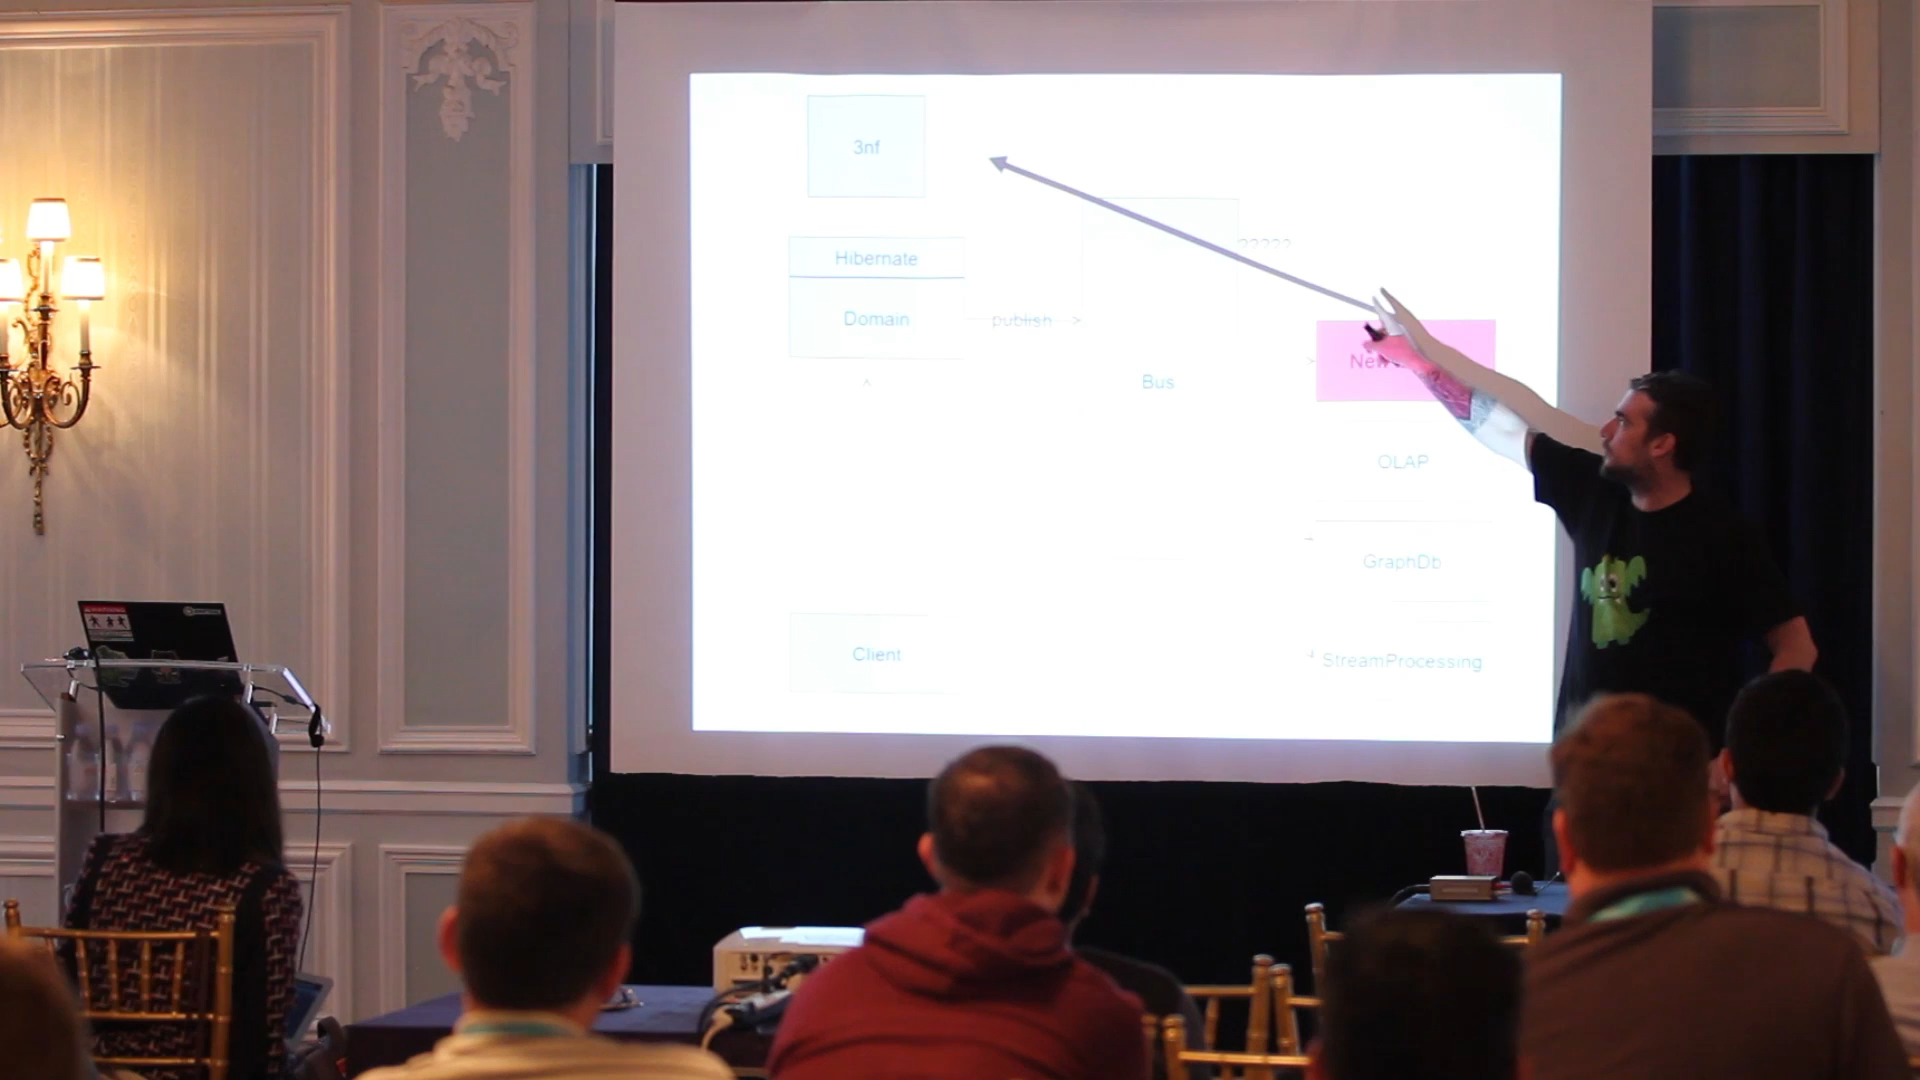 3nf
?????
Hibernate
Domain
publish
Bus
OLAP
GraphDb
Client
StreamProcessing